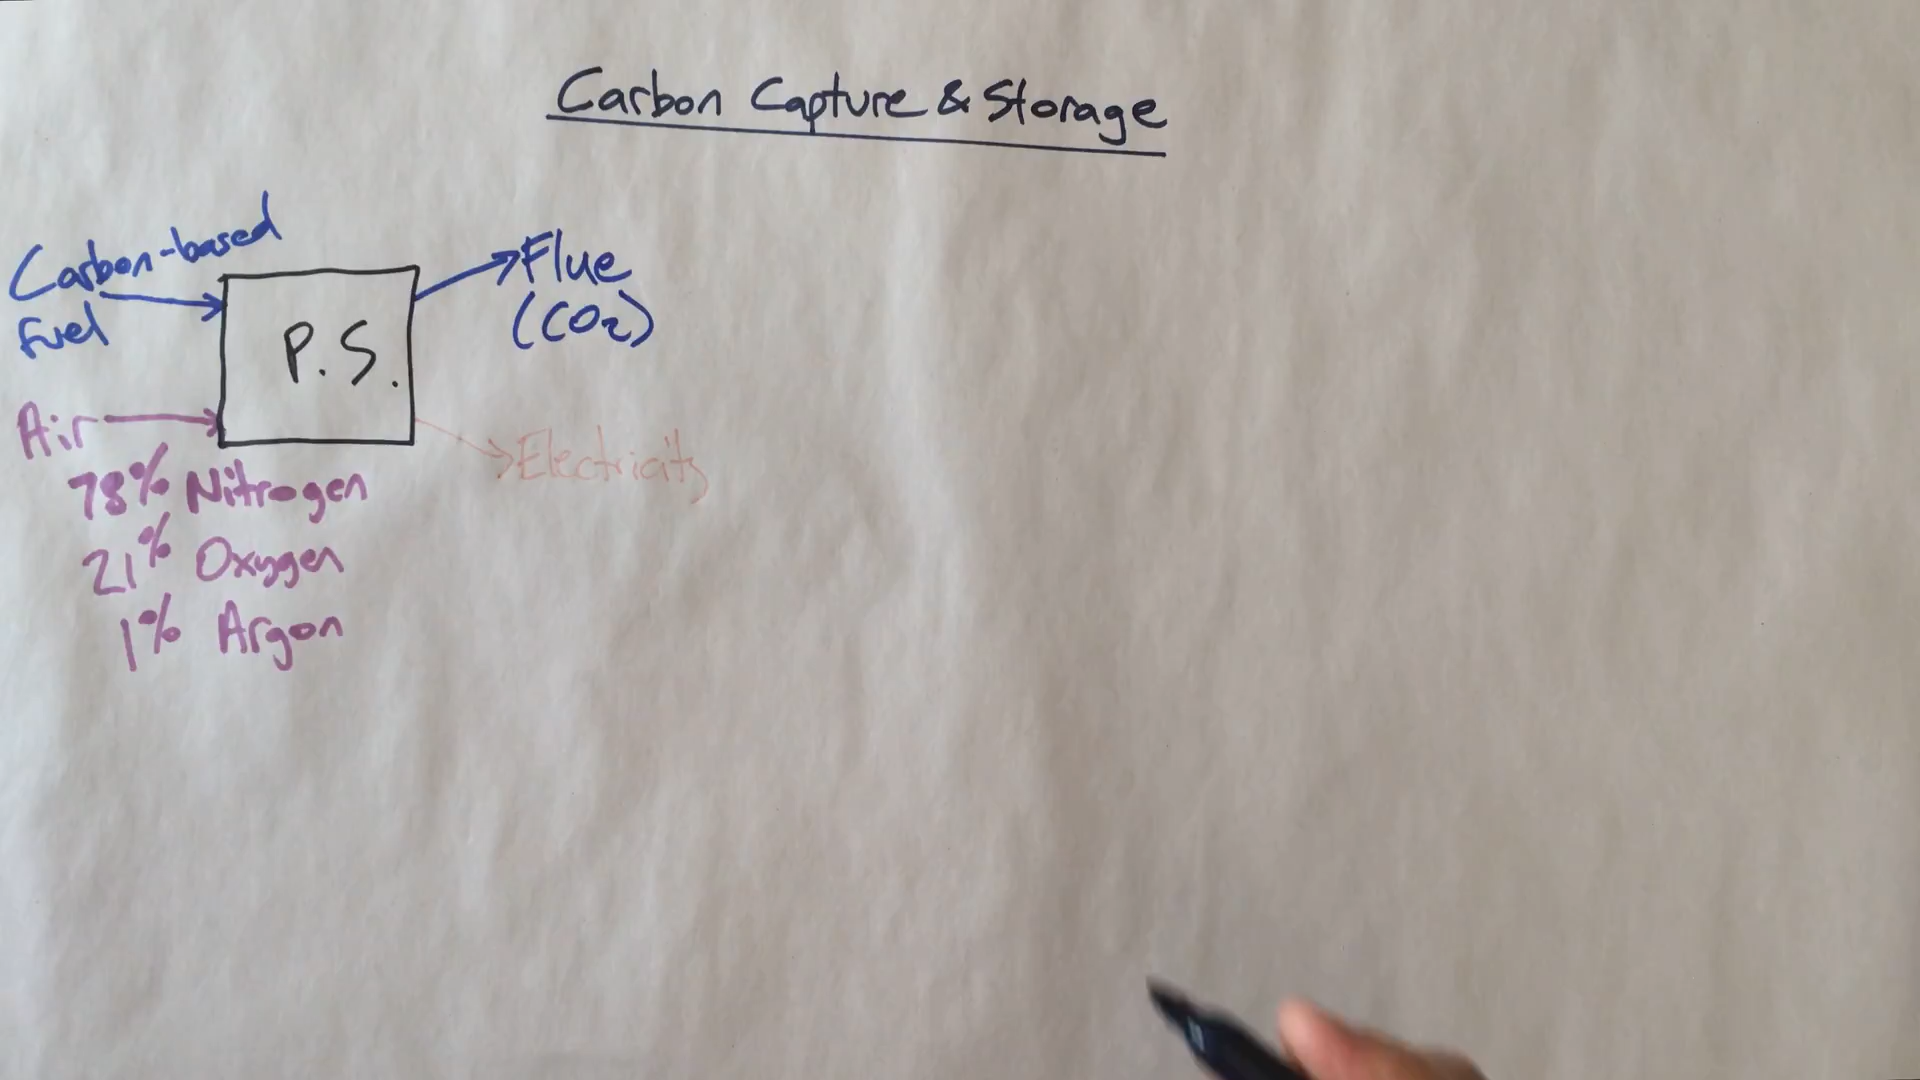 Carbon Capture & Storage
Carbon-based
fuel
P.S.
Flue
(CO₂)
Air
Electricity
78% Nitrogen
21% Oxygen
1% Argon